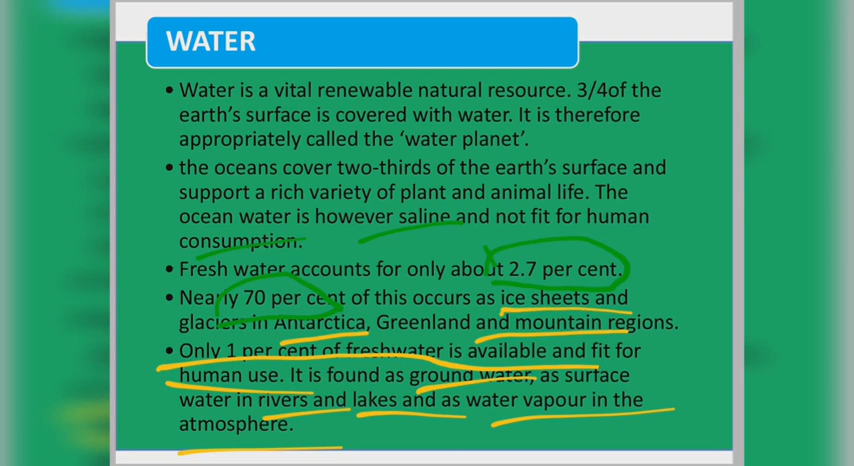 WATER
• Water is a vital renewable natural resource. 3/4of the
earth’s surface is covered with water. It is therefore
appropriately called the ‘water planet’.
• the oceans cover two-thirds of the earth’s surface and
support a rich variety of plant and animal life. The
ocean water is however saline and not fit for human
consumption.
• Fresh water accounts for only about 2.7 per cent.
• Nearly 70 per cent of this occurs as ice sheets and
glaciers in Antarctica, Greenland and mountain regions.
• Only 1 per cent of freshwater is available and fit for
human use. It is found as ground water, as surface
water in rivers and lakes and as water vapour in the
atmosphere.